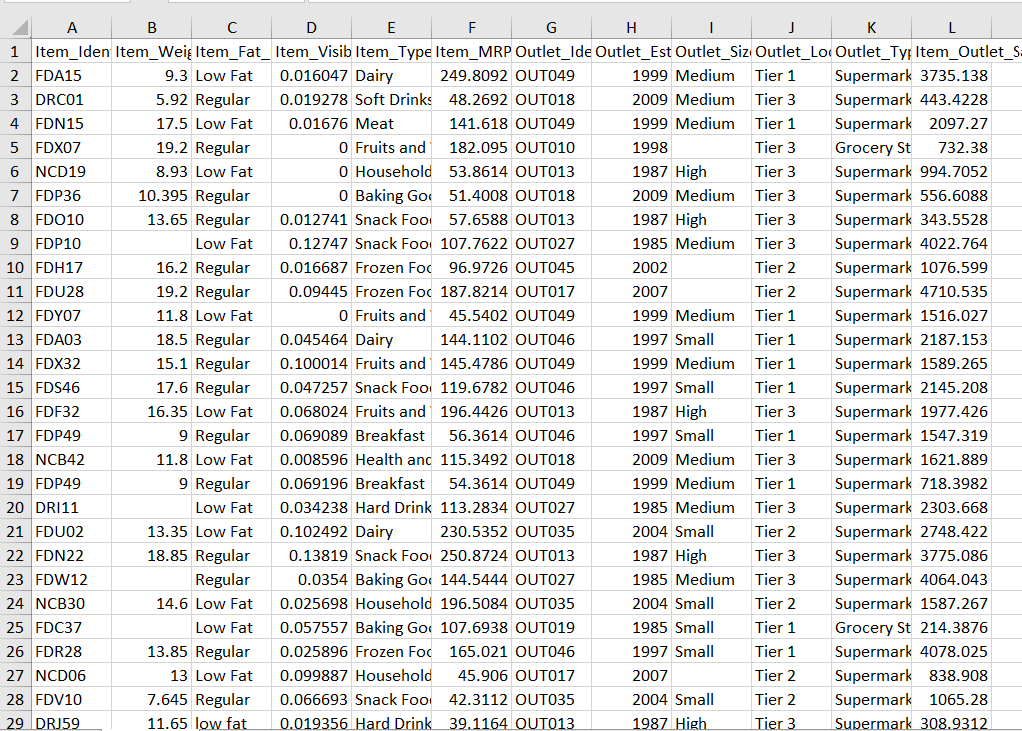 A B C D E F G H I J K L
1 Item_Iden Item_Weig Item_Fat_ Item_Visib Item_Type Item_MRP Outlet_Ide Outlet_Est Outlet_Size Outlet_Loc Outlet_Typ Item_Outlet_Sa
2 FDA15 9.3 Low Fat 0.016047 Dairy 249.8092 OUT049 1999 Medium Tier 1 Supermark 3735.138
3 DRC01 5.92 Regular 0.019278 Soft Drinks 48.2692 OUT018 2009 Medium Tier 3 Supermark 443.4228
4 FDN15 17.5 Low Fat 0.01676 Meat 141.618 OUT049 1999 Medium Tier 1 Supermark 2097.27
5 FDX07 19.2 Regular 0 Fruits and 182.095 OUT010 1998 Tier 3 Grocery St 732.38
6 NCD19 8.93 Low Fat 0 Household 53.8614 OUT013 1987 High Tier 3 Supermark 994.7052
7 FDP36 10.395 Regular 0 Baking Goo 51.4008 OUT018 2009 Medium Tier 3 Supermark 556.6088
8 FDO10 13.65 Regular 0.012741 Snack Foo 57.6588 OUT013 1987 High Tier 3 Supermark 343.5528
9 FDP10 Low Fat 0.12747 Snack Foo 107.7622 OUT027 1985 Medium Tier 3 Supermark 4022.764
10 FDH17 16.2 Regular 0.016687 Frozen Foo 96.9726 OUT045 2002 Tier 2 Supermark 1076.599
11 FDU28 19.2 Regular 0.09445 Frozen Foo 187.8214 OUT017 2007 Tier 2 Supermark 4710.535
12 FDY07 11.8 Low Fat 0 Fruits and 45.5402 OUT049 1999 Medium Tier 1 Supermark 1516.027
13 FDA03 18.5 Regular 0.045464 Dairy 144.1102 OUT046 1997 Small Tier 1 Supermark 2187.153
14 FDX32 15.1 Regular 0.100014 Fruits and 145.4786 OUT049 1999 Medium Tier 1 Supermark 1589.265
15 FDS46 17.6 Regular 0.047257 Snack Foo 119.6782 OUT046 1997 Small Tier 1 Supermark 2145.208
16 FDF32 16.35 Low Fat 0.068024 Fruits and 196.4426 OUT013 1987 High Tier 3 Supermark 1977.426
17 FDP49 9 Regular 0.069089 Breakfast 56.3614 OUT046 1997 Small Tier 1 Supermark 1547.319
18 NCB42 11.8 Low Fat 0.008596 Health and 115.3492 OUT018 2009 Medium Tier 3 Supermark 1621.889
19 FDP49 9 Regular 0.069196 Breakfast 54.3614 OUT049 1999 Medium Tier 1 Supermark 718.3982
20 DRI11 Low Fat 0.034238 Hard Drink 113.2834 OUT027 1985 Medium Tier 3 Supermark 2303.668
21 FDU02 13.35 Low Fat 0.102492 Dairy 230.5352 OUT035 2004 Small Tier 2 Supermark 2748.422
22 FDN22 18.85 Regular 0.13819 Snack Foo 250.8724 OUT013 1987 High Tier 3 Supermark 3775.086
23 FDW12 Regular 0.0354 Baking Goo 144.5444 OUT027 1985 Medium Tier 3 Supermark 4064.043
24 NCB30 14.6 Low Fat 0.025698 Household 196.5084 OUT035 2004 Small Tier 2 Supermark 1587.267
25 FDC37 Low Fat 0.057557 Baking Goo 107.6938 OUT019 1985 Small Tier 1 Grocery St 214.3876
26 FDR28 13.85 Regular 0.025896 Frozen Foo 165.021 OUT046 1997 Small Tier 1 Supermark 4078.025
27 NCD06 13 Low Fat 0.099887 Household 45.906 OUT017 2007 Tier 2 Supermark 838.908
28 FDV10 7.645 Regular 0.066693 Snack Foo 42.3112 OUT035 2004 Small Tier 2 Supermark 1065.28
29 DRJ59 11.65 low fat 0.019356 Hard Drink 39.1164 OUT013 1987 High Tier 3 Supermark 308.9312